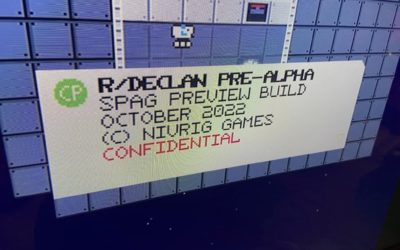 CP
R/DECLAN PRE-ALPHA
SPAG PREVIEW BUILD
OCTOBER 2022
(C) NIVRIG GAMES
CONFIDENTIAL